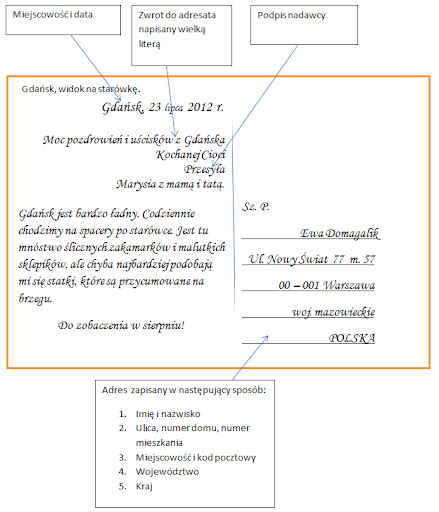 Miejscowość i data
Zwrot do adresata
napisany wielką
literą
Podpis nadawcy
Gdańsk, widok na starówkę.
Gdańsk, 23 lipca 2012 r.
Moc pozdrowień i uścisków z Gdańska
Kochanej Cioci
Przesyła
Marysia z mamą i tatą.
Gdańsk jest bardzo ładny. Codziennie
chodzimy na spacery po starówce. Jest tu
mnóstwo ślicznych zakamarków i malutkich
sklepików, ale chyba najbardziej podobają
mi się statki, które są przycumowane na
brzegu.
Do zobaczenia w sierpniu!
Sz. P.
Ewa Domagalik
Ul. Nowy Świat 77 m. 57
00 – 001 Warszawa
woj. mazowieckie
POLSKA
Adres zapisany w następujący sposób:
1. Imię i nazwisko
2. Ulica, numer domu, numer
mieszkania
3. Miejscowość i kod pocztowy
4. Województwo
5. Kraj